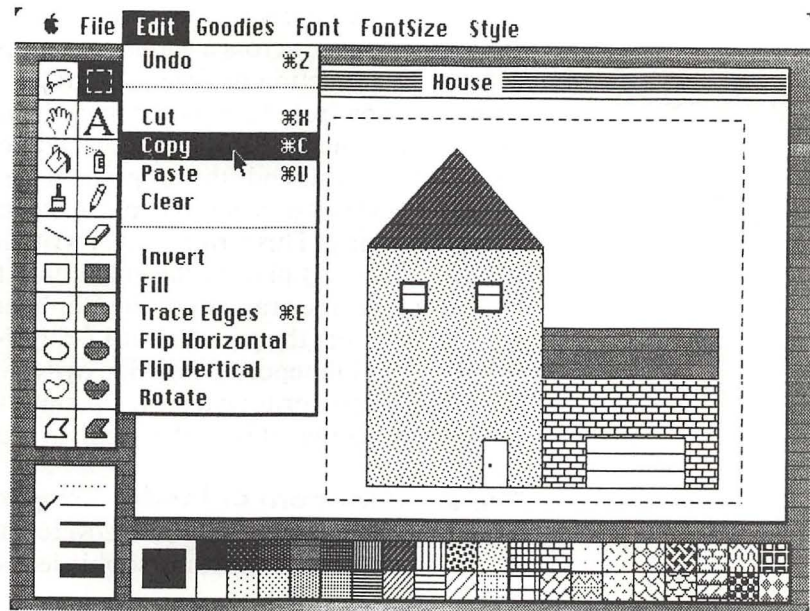 File Edit Goodies Font FontSize Style
House
Undo ⌘Z
Cut ⌘X
Copy ⌘C
Paste ⌘V
Clear
Invert
Fill
Trace Edges ⌘E
Flip Horizontal
Flip Vertical
Rotate
A